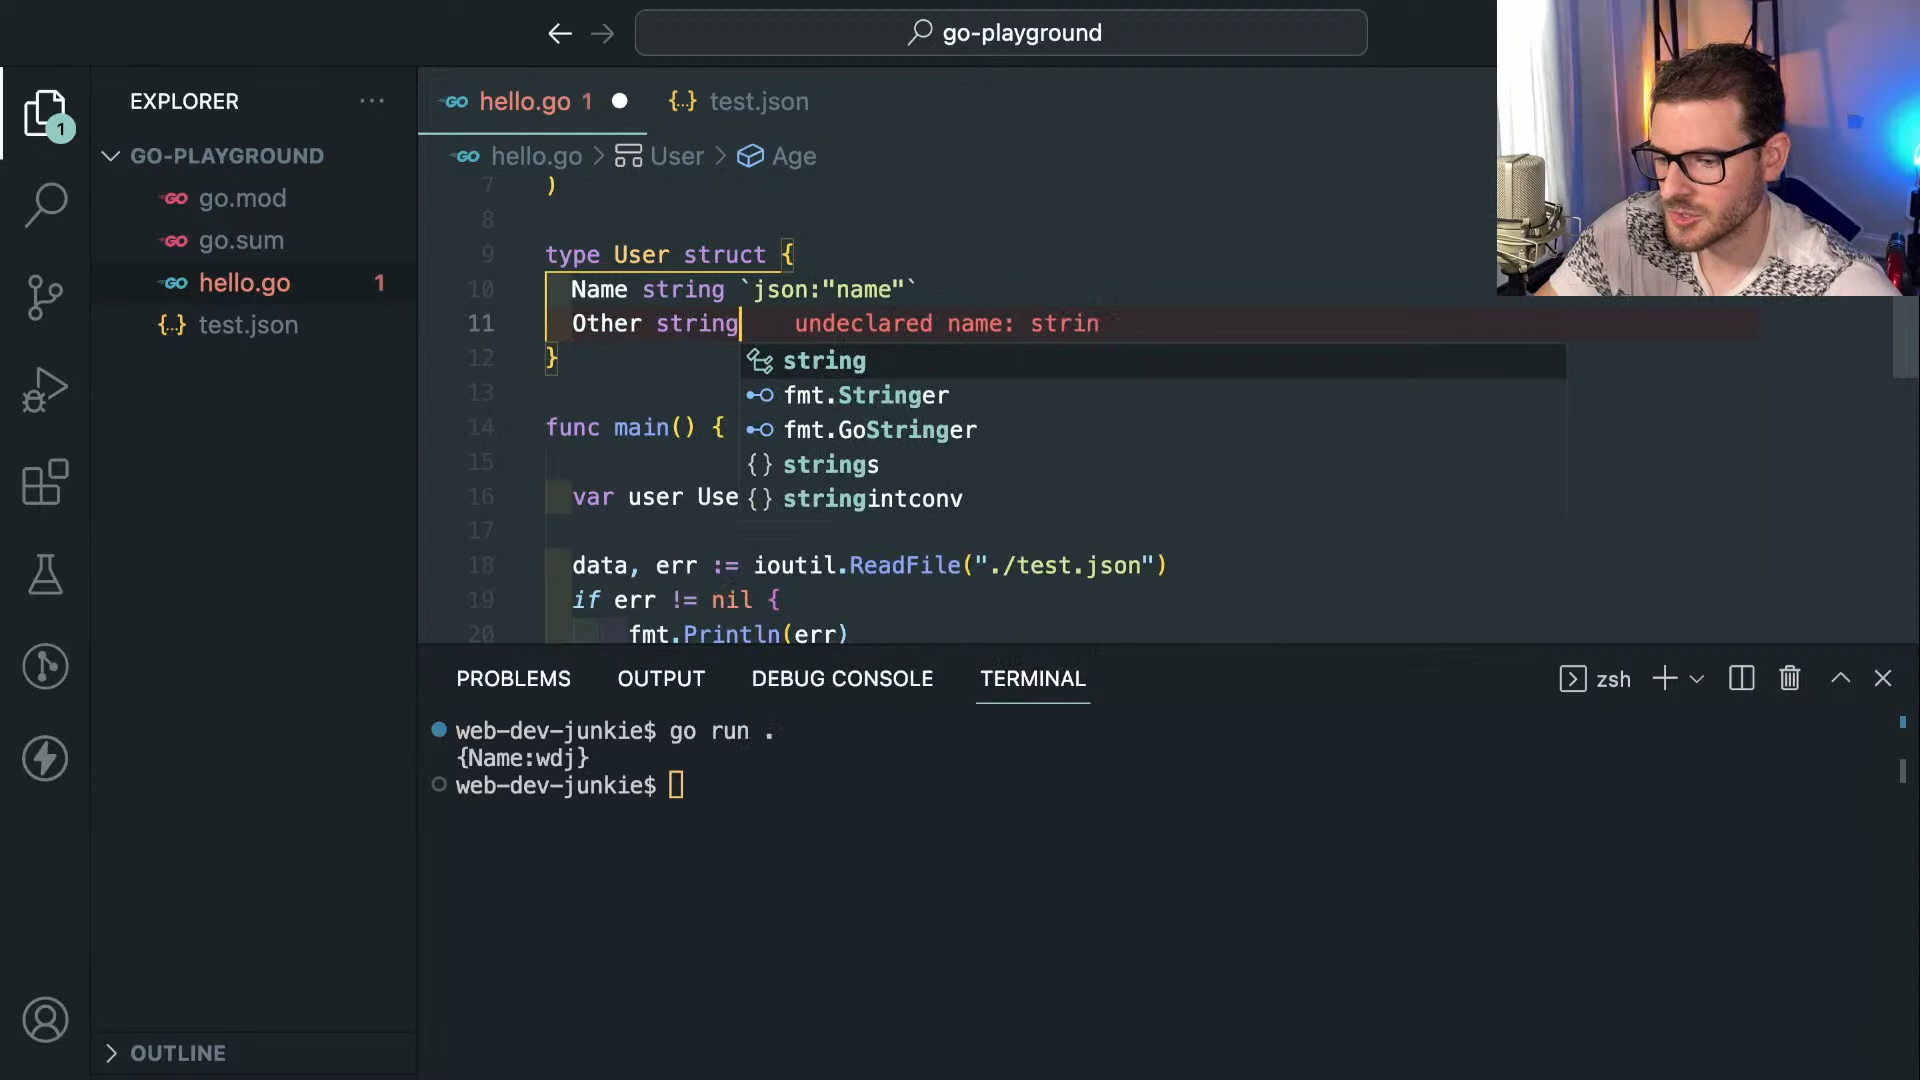 go-playground
EXPLORER
GO-PLAYGROUND
go.mod
go.sum
hello.go 1
test.json
OUTLINE
1
hello.go 1
test.json
hello.go > User > Age
7 )
8
9 type User struct {
10 Name string `json:"name"`
11 Other string undeclared name: strin
12 }
13
14 func main() {
15
16 var user Use
17
18 data, err := ioutil.ReadFile("./test.json")
19 if err != nil {
20 fmt.Println(err)
string
fmt.Stringer
fmt.GoStringer
strings
stringintconv
PROBLEMS OUTPUT DEBUG CONSOLE TERMINAL
zsh
web-dev-junkie$ go run .
{Name:wdj}
web-dev-junkie$